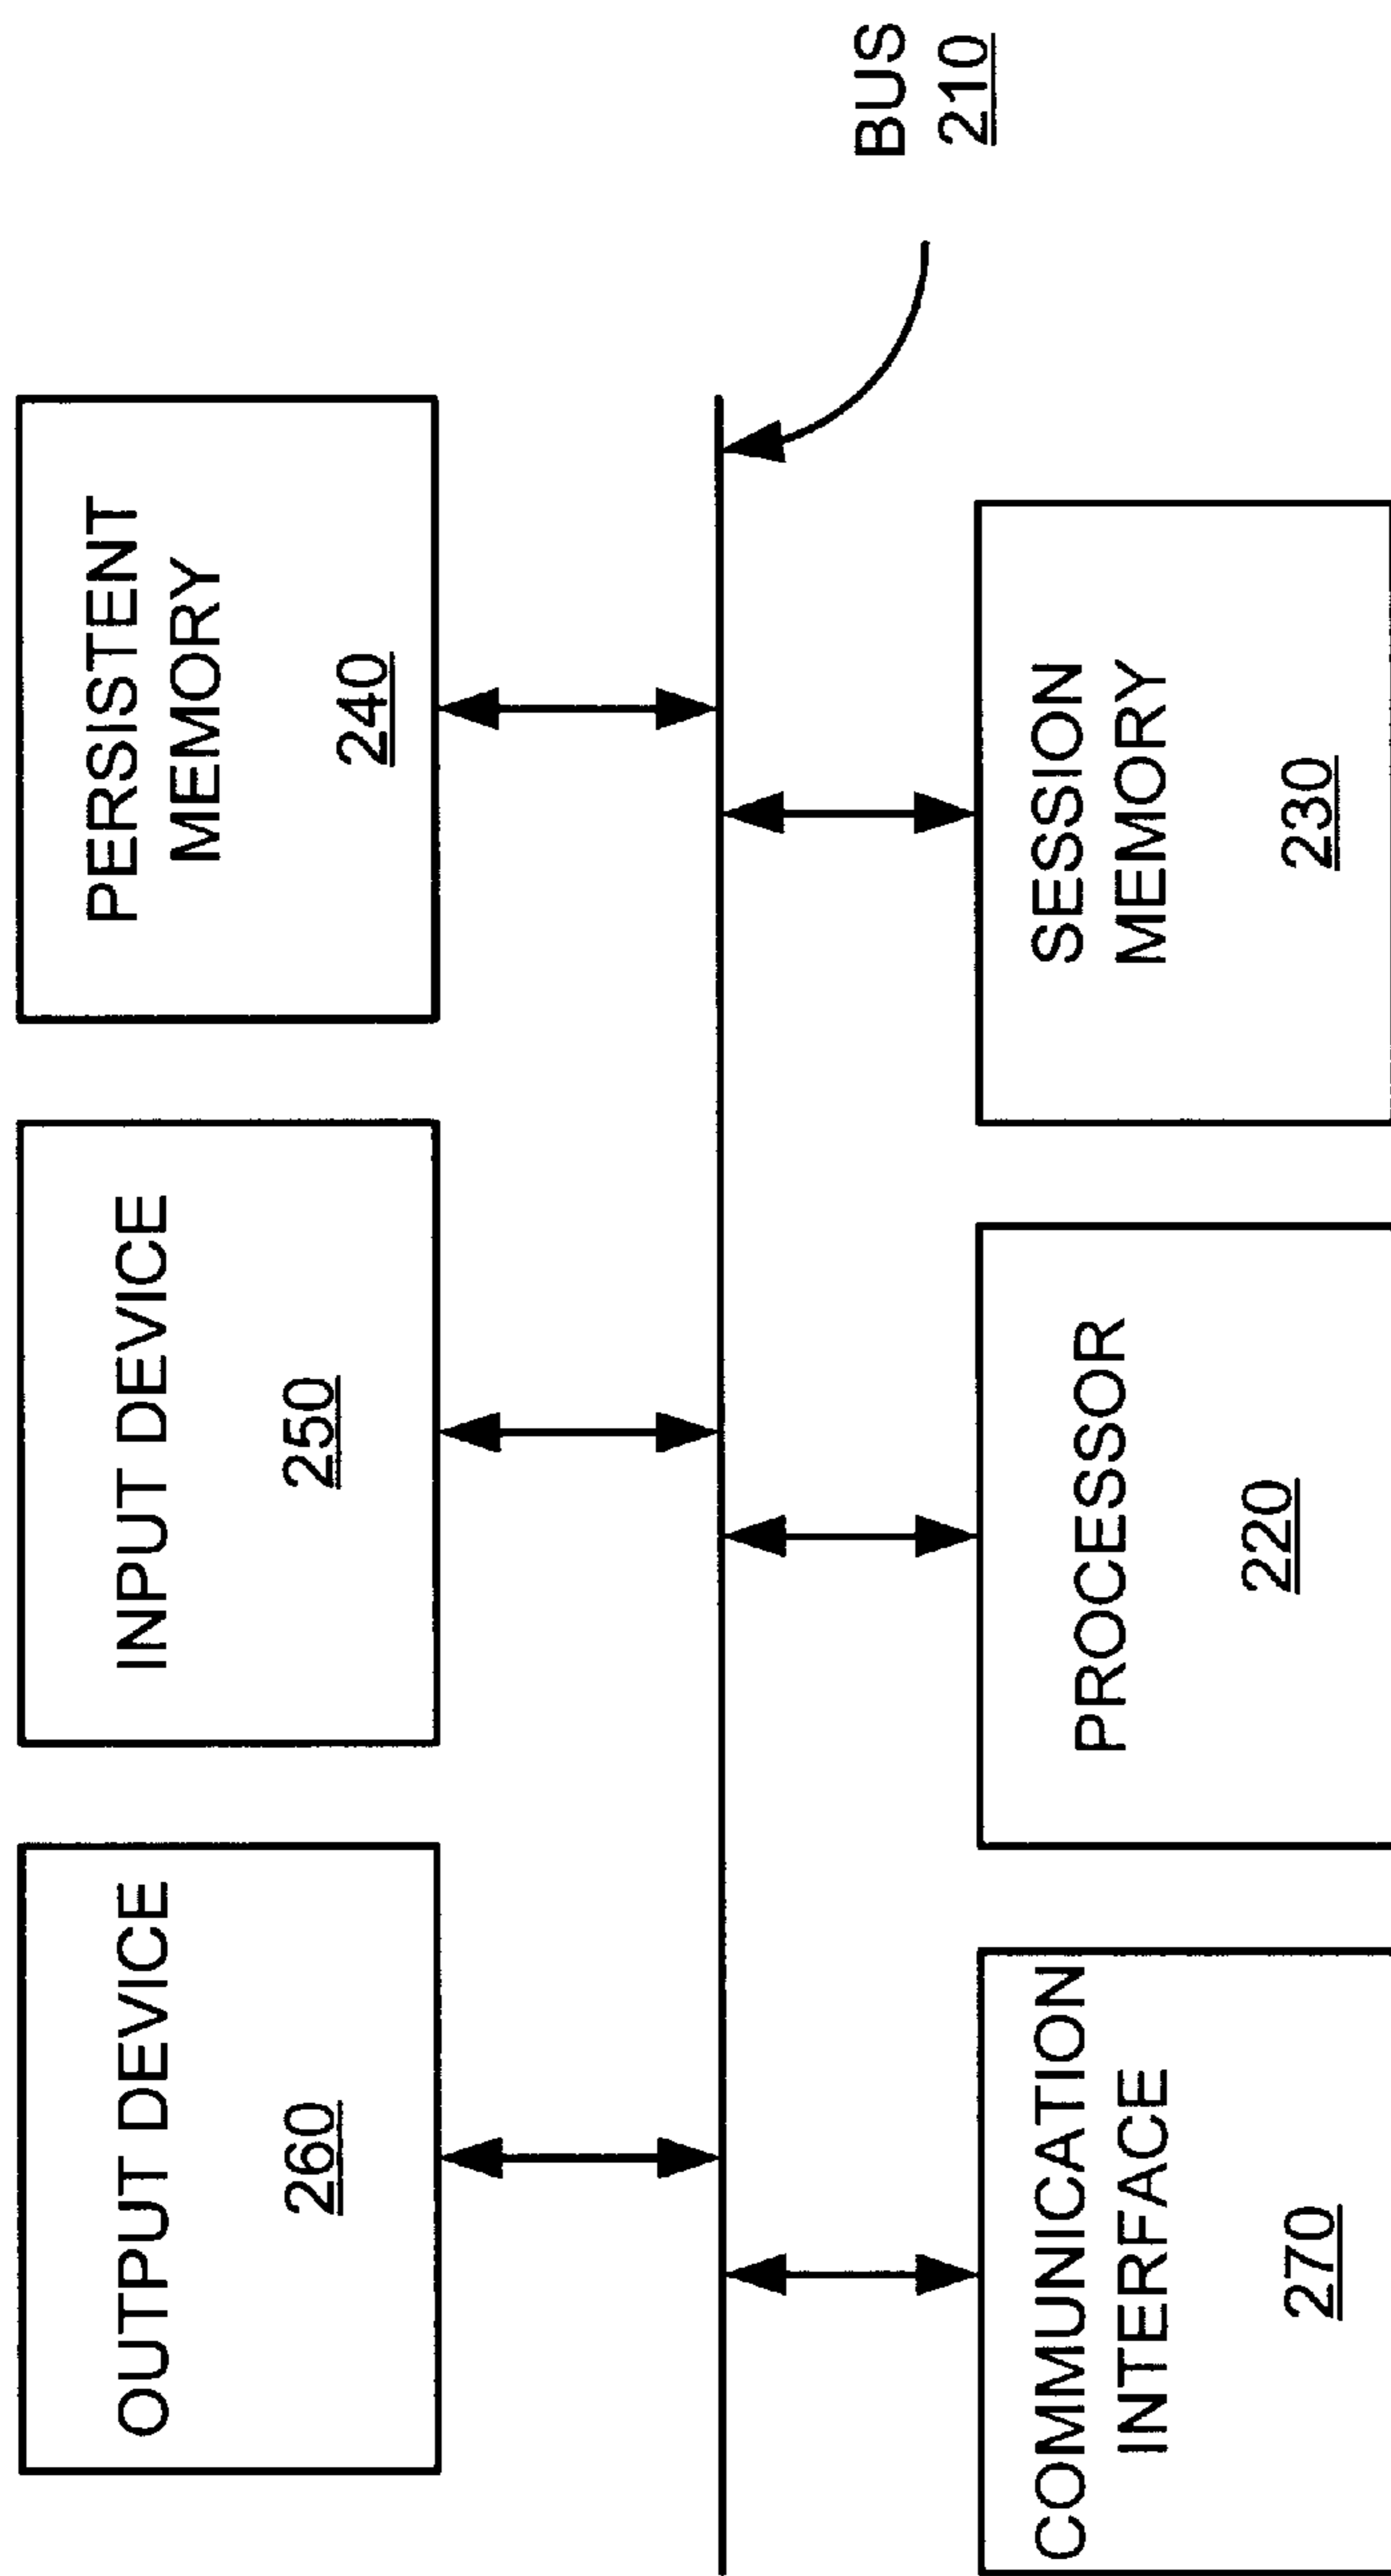 OUTPUT DEVICE
260
INPUT DEVICE
250
PERSISTENT
MEMORY
240
BUS
210
COMMUNICATION
INTERFACE
270
PROCESSOR
220
SESSION
MEMORY
230